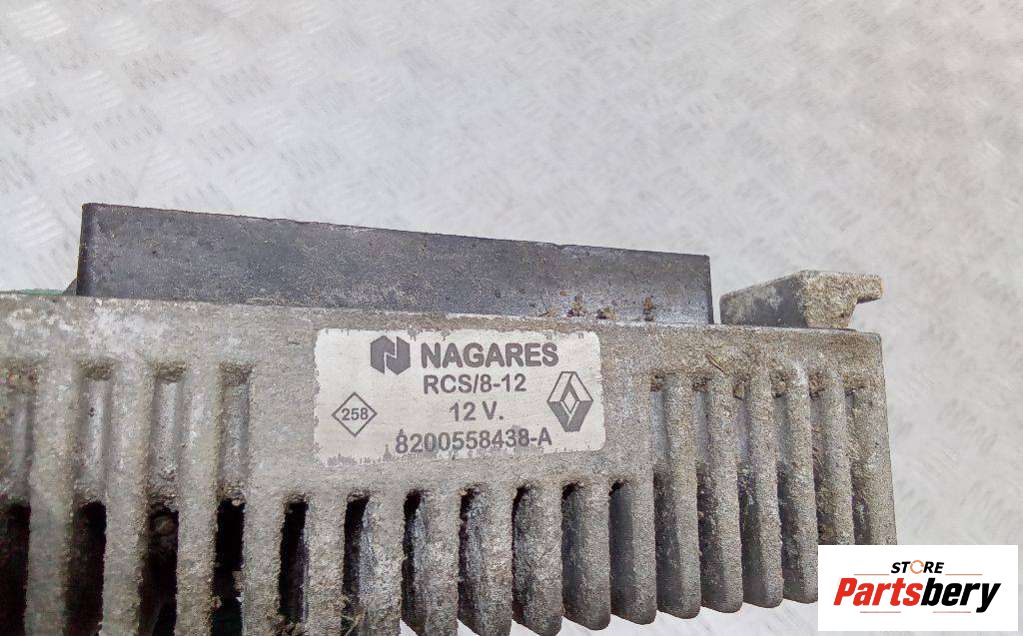 NAGARES
RCS/8-12
258
12 V.
8200558438-A
STORE
Partsbery